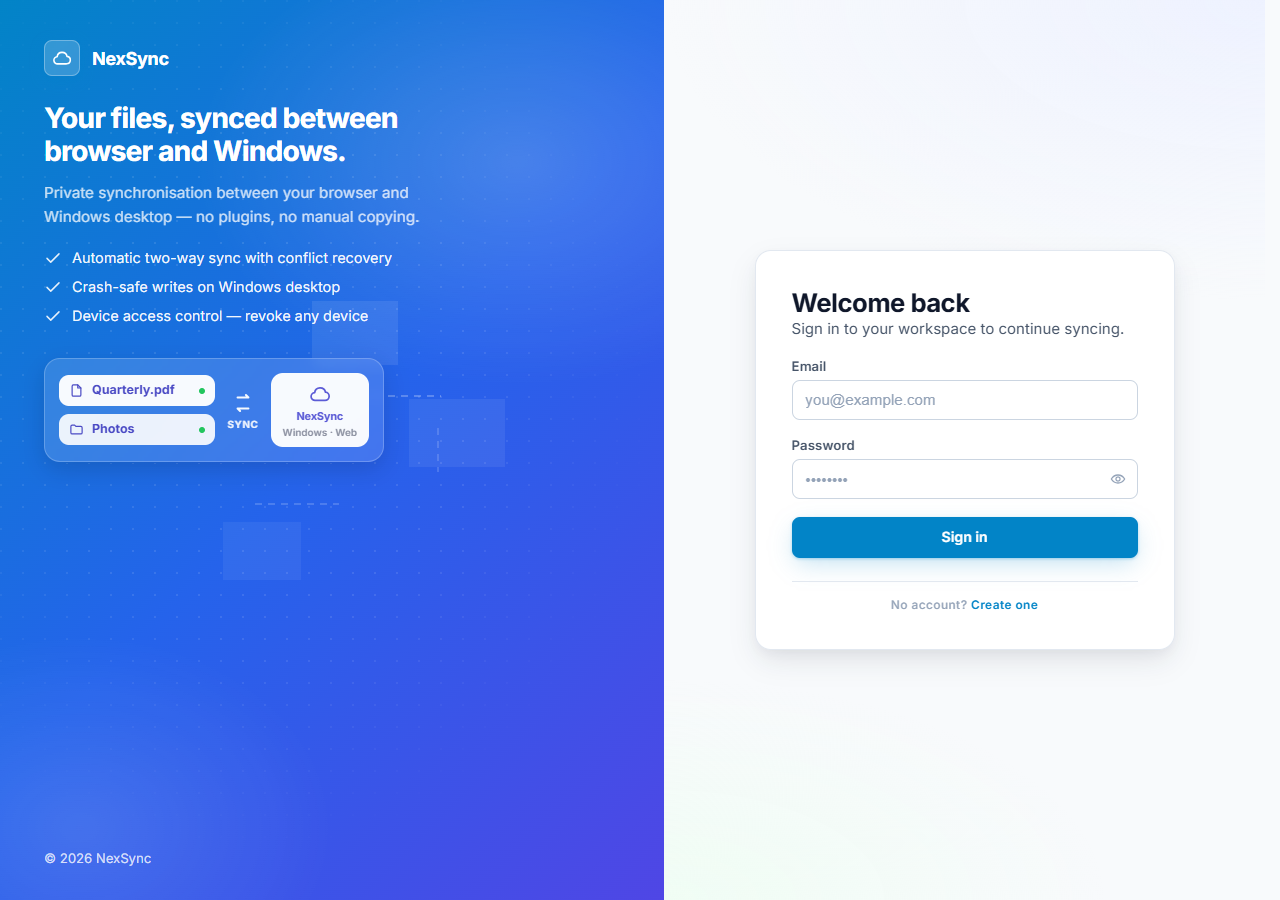 NexSync
Your files, synced between
browser and Windows.
Private synchronisation between your browser and
Windows desktop — no plugins, no manual copying.
Automatic two-way sync with conflict recovery
Crash-safe writes on Windows desktop
Device access control — revoke any device
Quarterly.pdf
Photos
SYNC
NexSync
Windows · Web
© 2026 NexSync
Welcome back
Sign in to your workspace to continue syncing.
Email
you@example.com
Password
••••••••
Sign in
No account? Create one